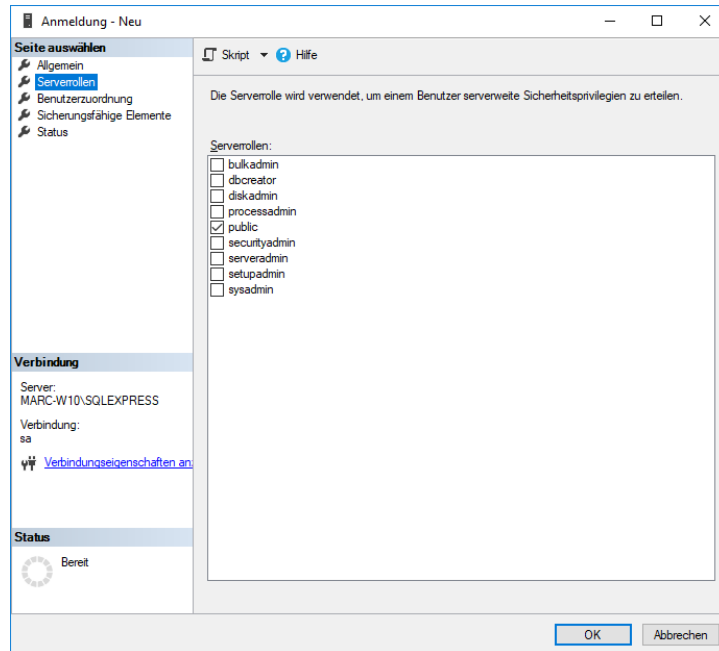 Anmeldung - Neu
Seite auswählen
Allgemein
Serverrollen
Benutzerzuordnung
Sicherungsfähige Elemente
Status
Skript
Hilfe
Die Serverrolle wird verwendet, um einem Benutzer serverweite Sicherheitsprivilegien zu erteilen.
Serverrollen:
bulkadmin
dbcreator
diskadmin
processadmin
public
securityadmin
serveradmin
setupadmin
sysadmin
Verbindung
Server:
MARC-W10\SQLEXPRESS
Verbindung:
sa
Verbindungseigenschaften an
Status
Bereit
OK
Abbrechen